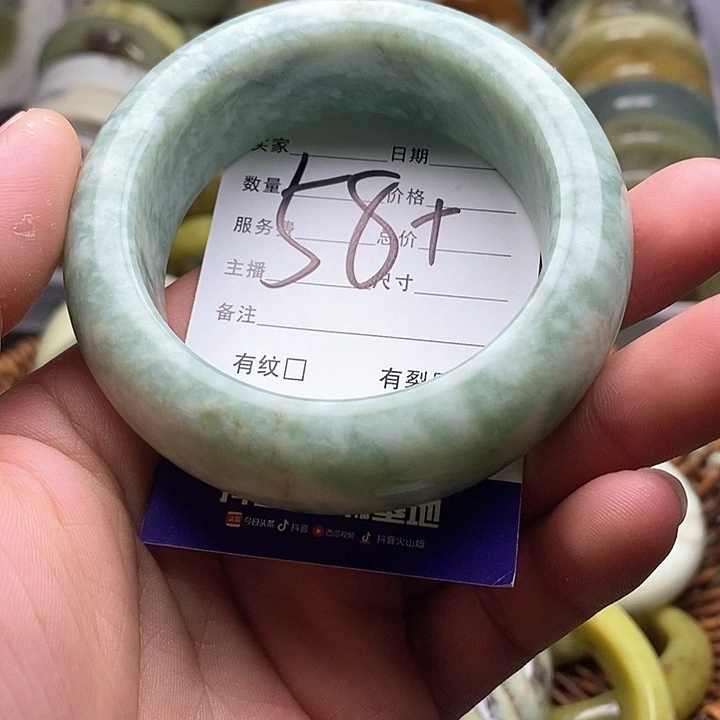 买家 日期
数量 价格
58+
服务费 总价
主播 尺寸
备注
有纹□ 有裂
今日头条 抖音 西瓜视频 抖音火山版